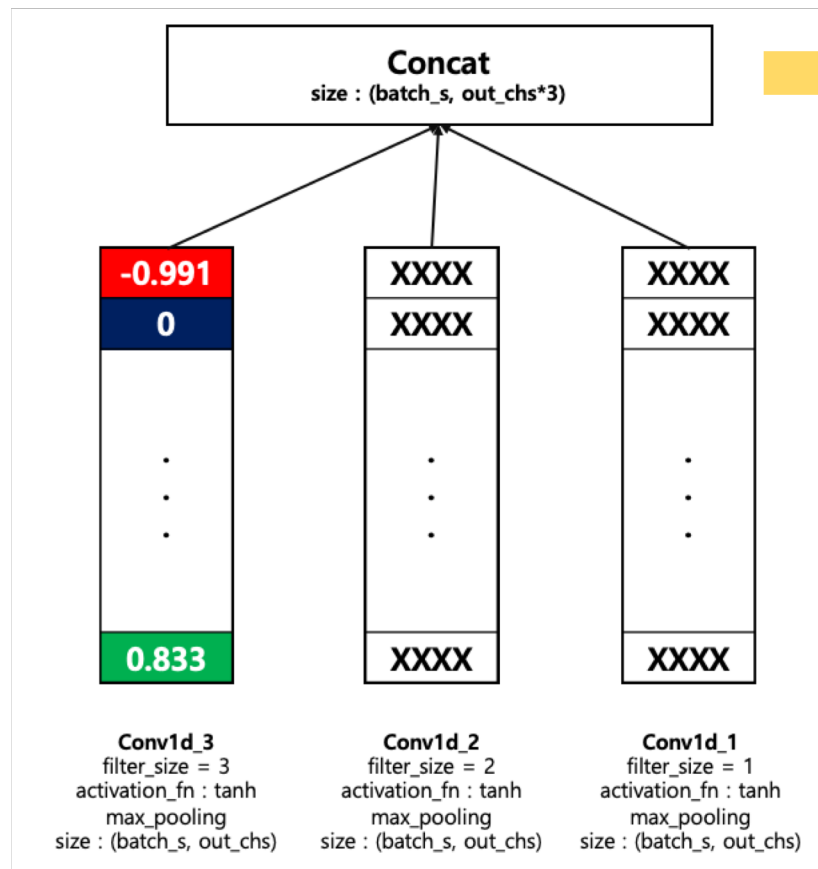 Concat
size : (batch_s, out_chs*3)
-0.991
XXXX
XXXX
0
XXXX
XXXX
0.833
XXXX
XXXX
Conv1d_3
filter_size = 3
activation_fn : tanh
max_pooling
size : (batch_s, out_chs)
Conv1d_2
filter_size = 2
activation_fn : tanh
max_pooling
size : (batch_s, out_chs)
Conv1d_1
filter_size = 1
activation_fn : tanh
max_pooling
size : (batch_s, out_chs)